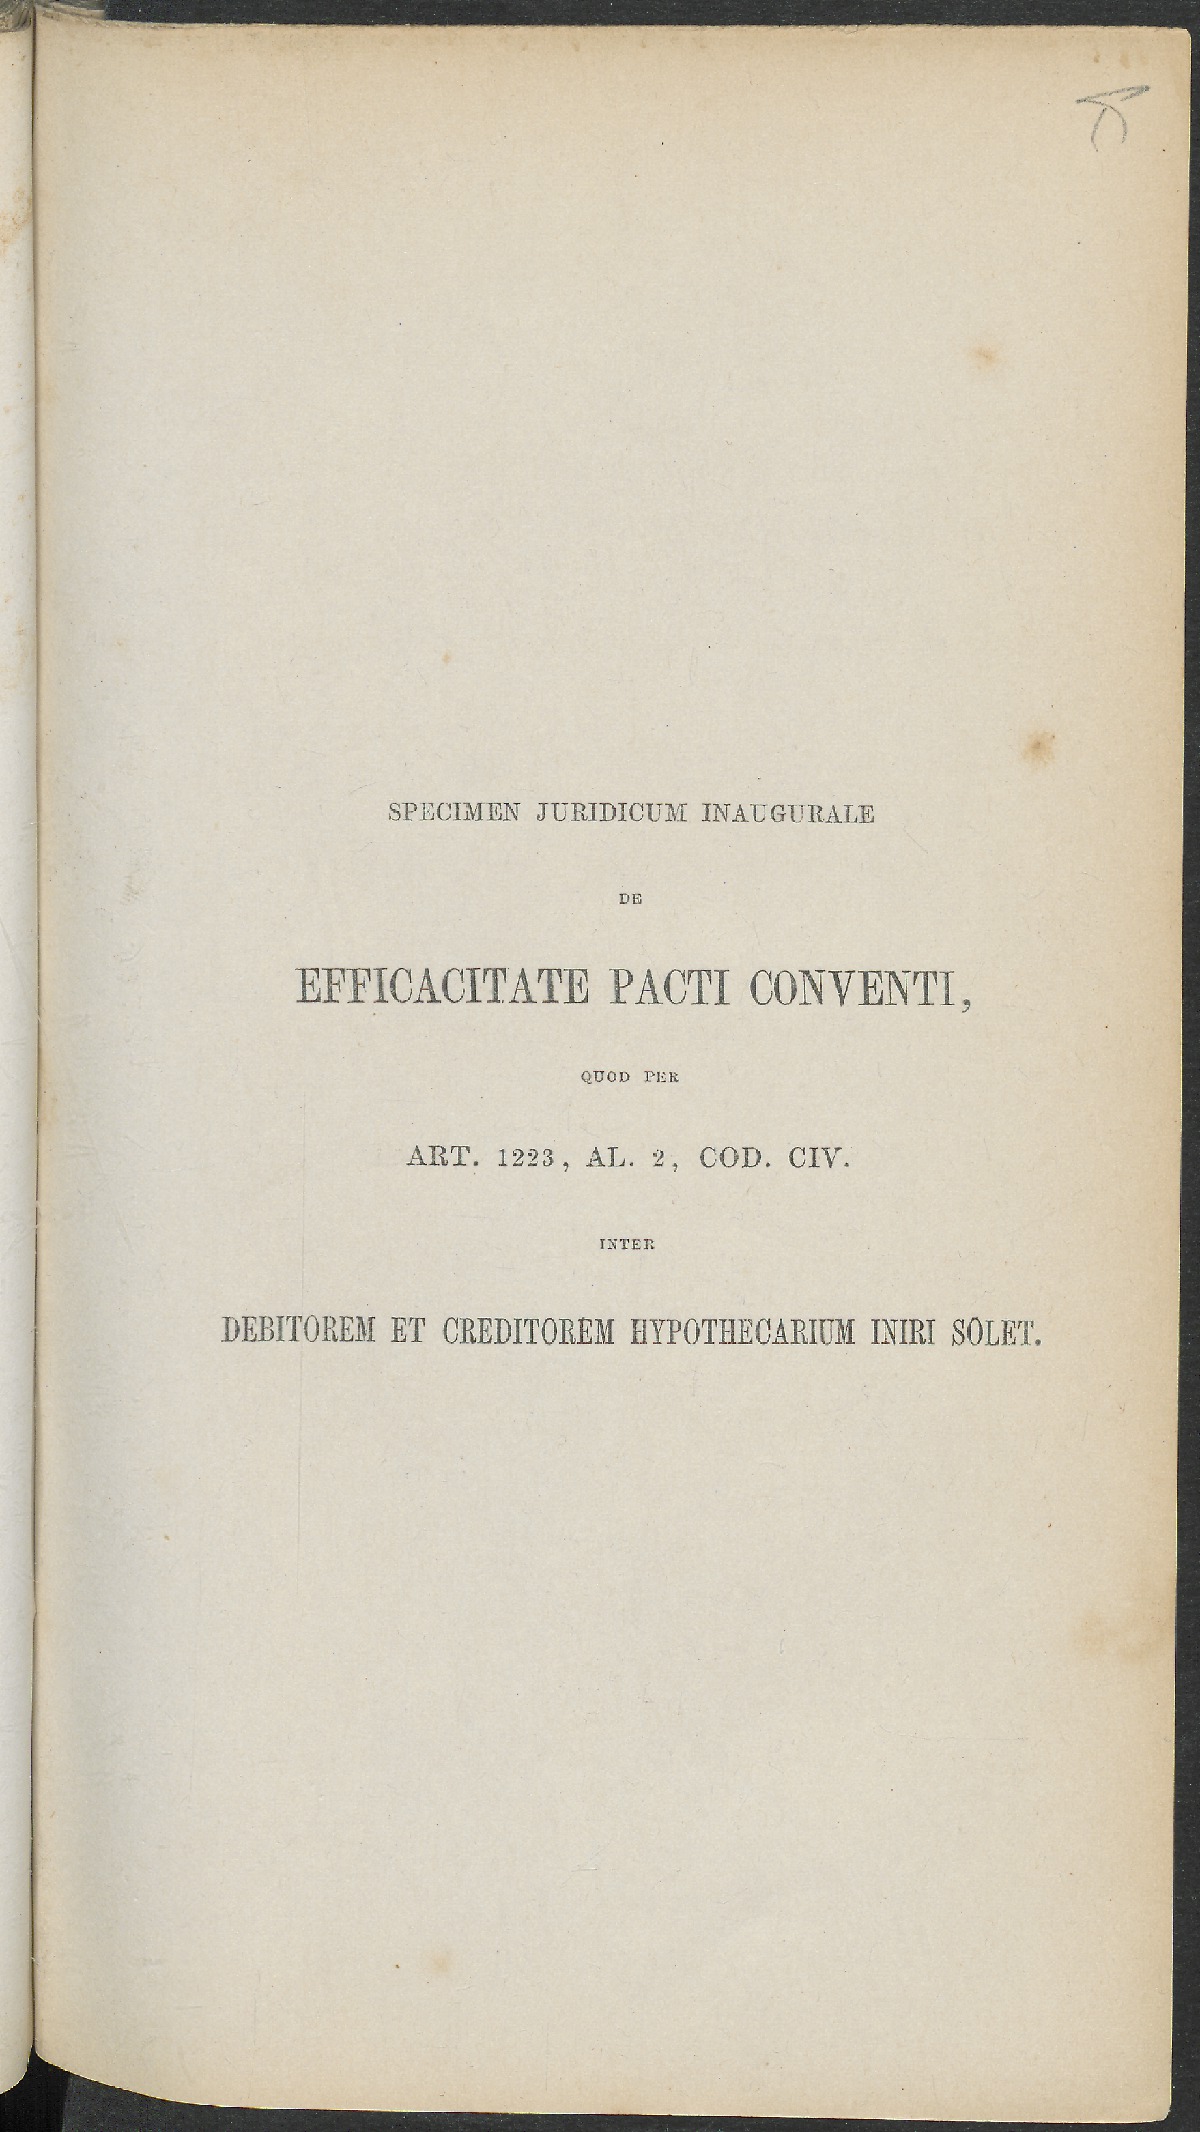 SPECIMEN JURIDICUM INAUGURALE
DE
EFFICACITATE PACTI CONVENTI,
QUOD PER
ART. 1223, AL. 2, COD. CIV.
INTER
DEBITOREM ET CREDITOREM HYPOTHECARIUM INIRI SOLET.